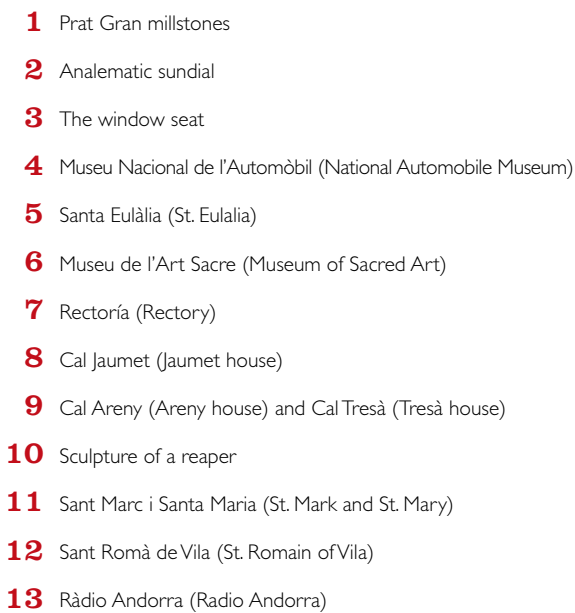 1 Prat Gran millstones
2 Analematic sundial
3 The window seat
4 Museu Nacional de l'Automòbil (National Automobile Museum)
5 Santa Eulàlia (St. Eulalia)
6 Museu de l'Art Sacre (Museum of Sacred Art)
7 Rectoría (Rectory)
8 Cal Jaumet (Jaumet house)
9 Cal Areny (Areny house) and Cal Tresà (Tresà house)
10 Sculpture of a reaper
11 Sant Marc i Santa Maria (St. Mark and St. Mary)
12 Sant Romà de Vila (St. Romain of Vila)
13 Ràdio Andorra (Radio Andorra)